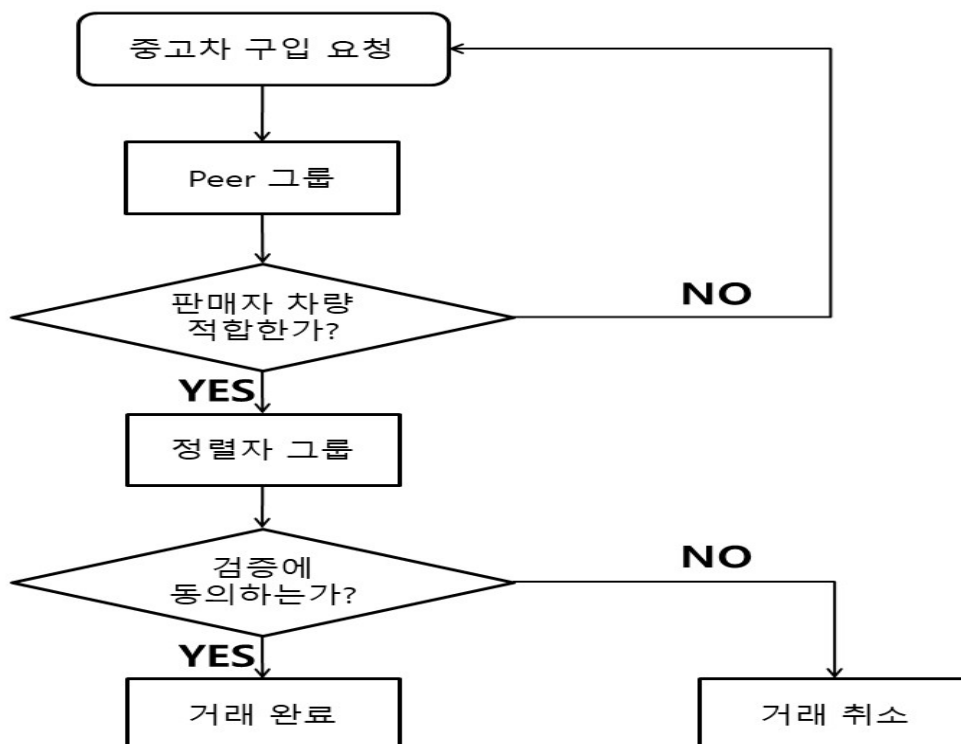 중고차 구입 요청
Peer 그룹
판매자 차량
적합한가?
NO
YES
정렬자 그룹
검증에
동의하는가?
NO
YES
거래 완료
거래 취소